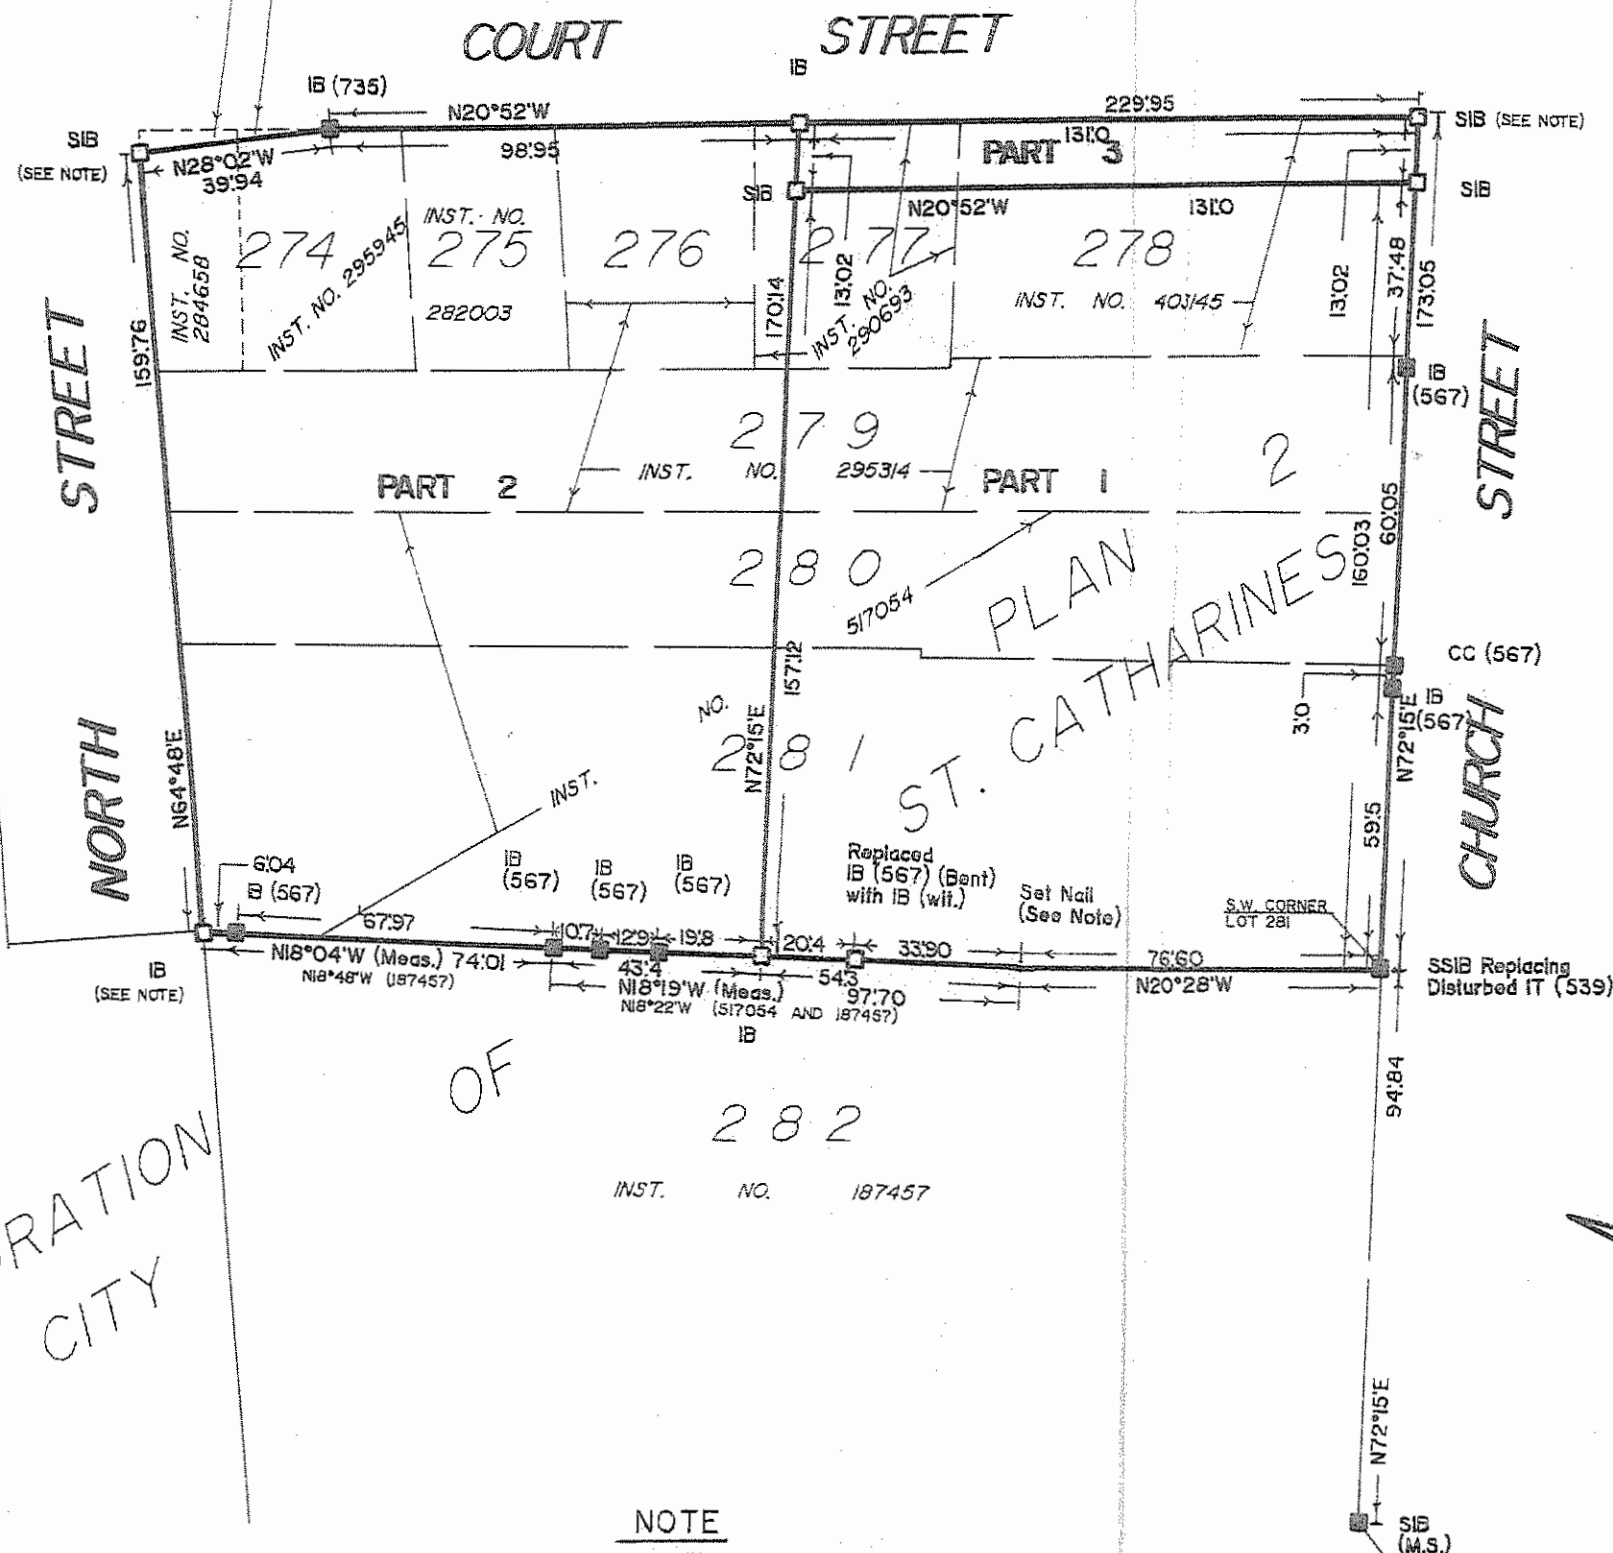 COURT STREET
IB (735)
IB
N20°52'W
229'95
SIB
(SEE NOTE)
N28°02'W
39'94
98'95
PART 3
131'0
SIB (SEE NOTE)
SIB
SIB
N20°52'W
131'0
INST. NO.
284658
274
INST. NO. 295945
INST. NO.
275
282003
276
277
278
13'02
INST. NO.
290693
INST. NO. 403145
13'02
37'48
173'05
170'14
159'76
STREET
STREET
IB
(567)
279
INST. NO. 295314
2
PART 2
PART 1
60'05
160'03
280
517054
PLAN
ST. CATHARINES
CC (567)
157'12
3'0
IB
(567)
N72°15'E
NO.
281
N72°15'E
INST.
N64°48'E
NORTH
CHURCH
59'5
6'04
IB (567)
IB
(567)
IB
(567)
IB
(567)
Replaced
IB (567) (Bent)
with IB (wit.)
Set Nail
(See Note)
S.W. CORNER
LOT 281
67'97
10'7
12'9
19'8
20'4
33'90
76'60
N18°04'W (Meas.) 74'01
N18°48'W (187457)
43'4
54'3
N18°19'W (Meas.) 97'70
N18°22'W (517054 AND 187457)
N20°28'W
SSIB Replacing
Disturbed IT (539)
IB
(SEE NOTE)
IB
94'84
OF
282
INST. NO. 187457
RATION
CITY
N72°15'E
NOTE
SIB
(M.S.)